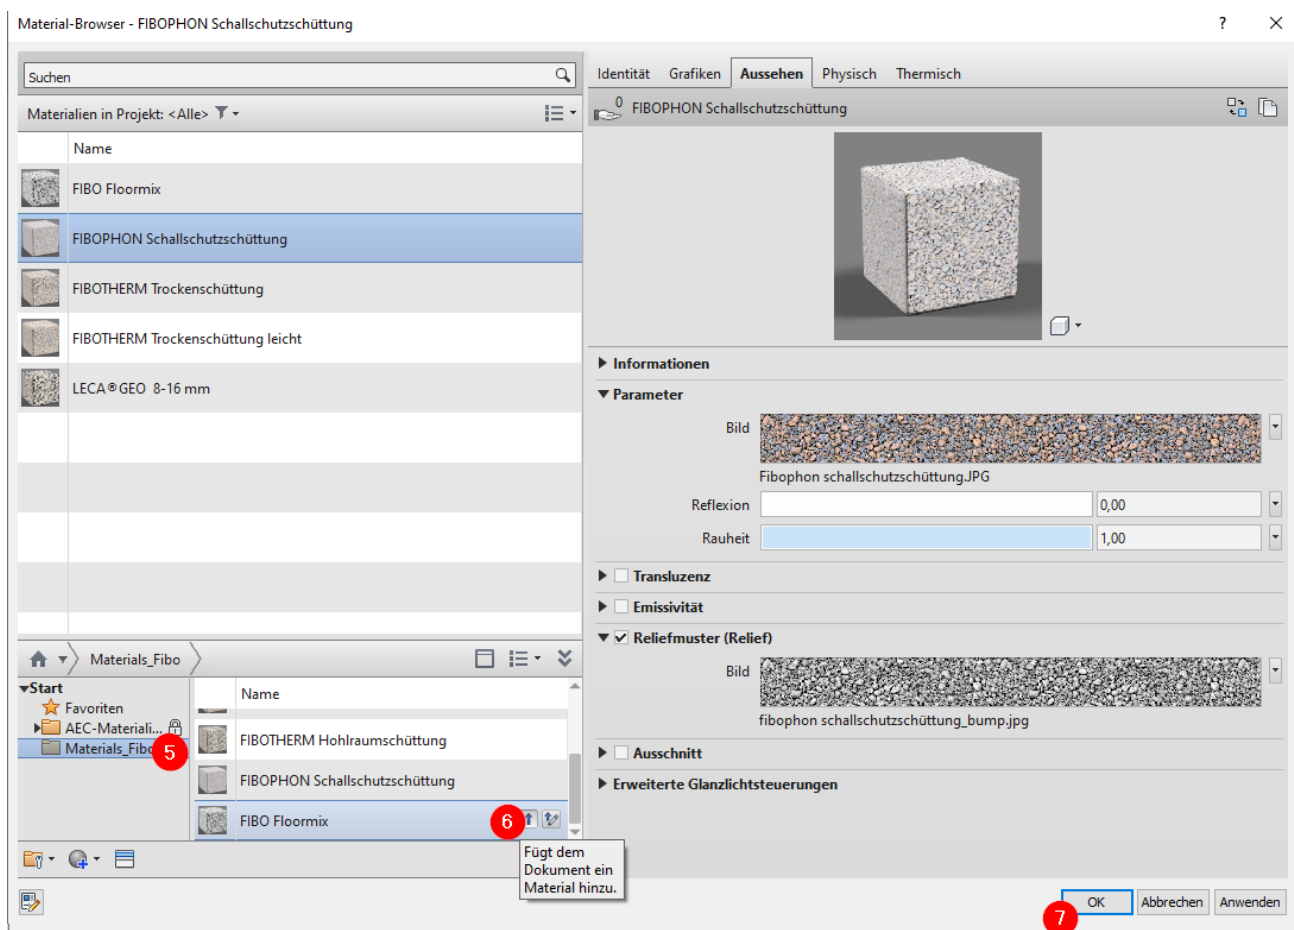 Material-Browser - FIBOPHON Schallschutzschüttung
?
Suchen
Materialien in Projekt: <Alle>
Name
FIBO Floormix
FIBOPHON Schallschutzschüttung
FIBOTHERM Trockenschüttung
FIBOTHERM Trockenschüttung leicht
LECA®GEO 8-16 mm
Materials_Fibo
Start
Favoriten
AEC-Materiali...
Materials_Fibo
5
Name
FIBOTHERM Hohlraumschüttung
FIBOPHON Schallschutzschüttung
FIBO Floormix
6
Fügt dem
Dokument ein
Material hinzu.
Identität Grafiken Aussehen Physisch Thermisch
0
FIBOPHON Schallschutzschüttung
Informationen
Parameter
Bild
Fibophon schallschutzschüttung.JPG
Reflexion 0,00
Rauheit 1,00
Transluzenz
Emissivität
Reliefmuster (Relief)
Bild
fibophon schallschutzschüttung_bump.jpg
Ausschnitt
Erweiterte Glanzlichtsteuerungen
7
OK Abbrechen Anwenden